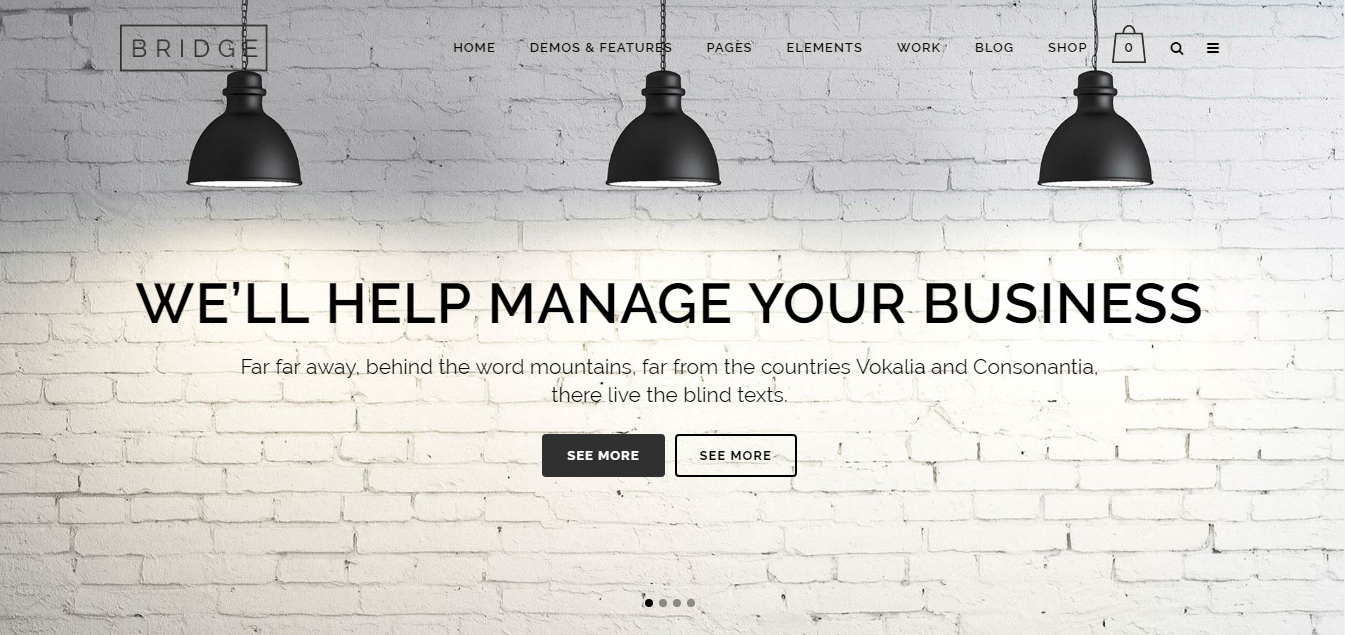 BRIDGE
HOME DEMOS & FEATURES PAGES ELEMENTS WORK BLOG SHOP 0
WE’LL HELP MANAGE YOUR BUSINESS
Far far away, behind the word mountains, far from the countries Vokalia and Consonantia,
there live the blind texts.
SEE MORE SEE MORE